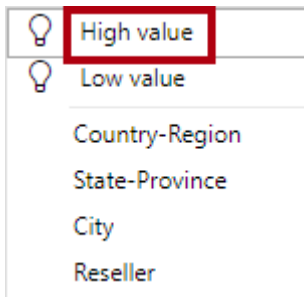 High value
Low value
Country-Region
State-Province
City
Reseller